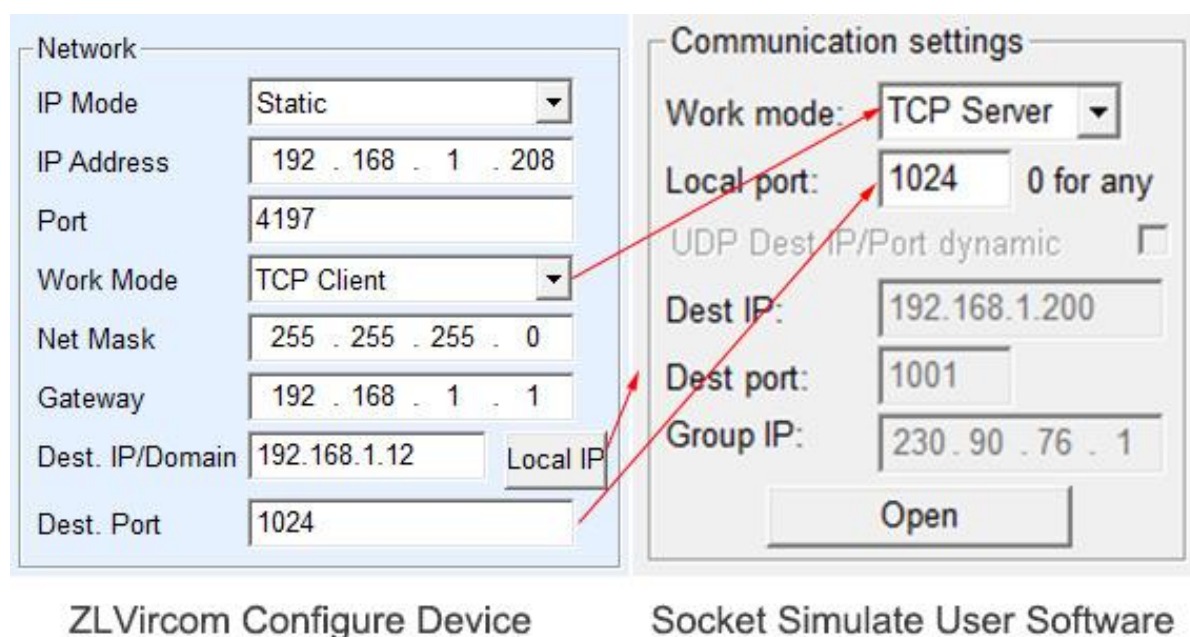 Network
IP Mode Static
IP Address 192 . 168 . 1 . 208
Port 4197
Work Mode TCP Client
Net Mask 255 . 255 . 255 . 0
Gateway 192 . 168 . 1 . 1
Dest. IP/Domain 192.168.1.12 Local IP
Dest. Port 1024
ZLVircom Configure Device
Communication settings
Work mode: TCP Server
Local port: 1024 0 for any
UDP Dest IP/Port dynamic
Dest IP: 192.168.1.200
Dest port: 1001
Group IP: 230 . 90 . 76 . 1
Open
Socket Simulate User Software